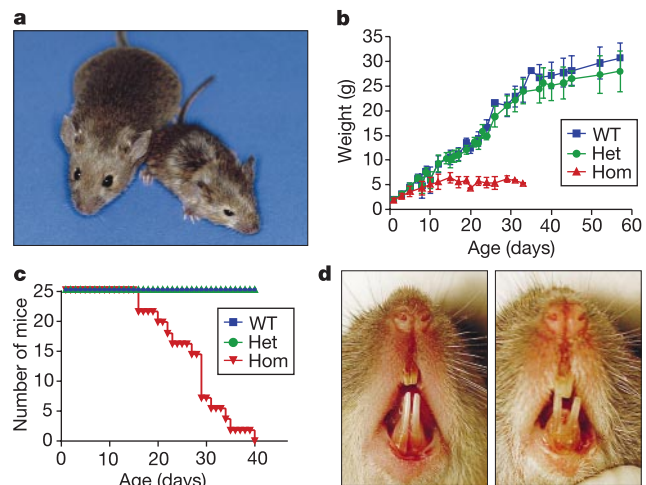 a
b
Weight (g)
35
30
25
20
15
10
5
0
WT
Het
Hom
0 10 20 30 40 50 60
Age (days)
c
Number of mice
25
20
15
10
5
0
WT
Het
Hom
0 10 20 30 40
Age (days)
d